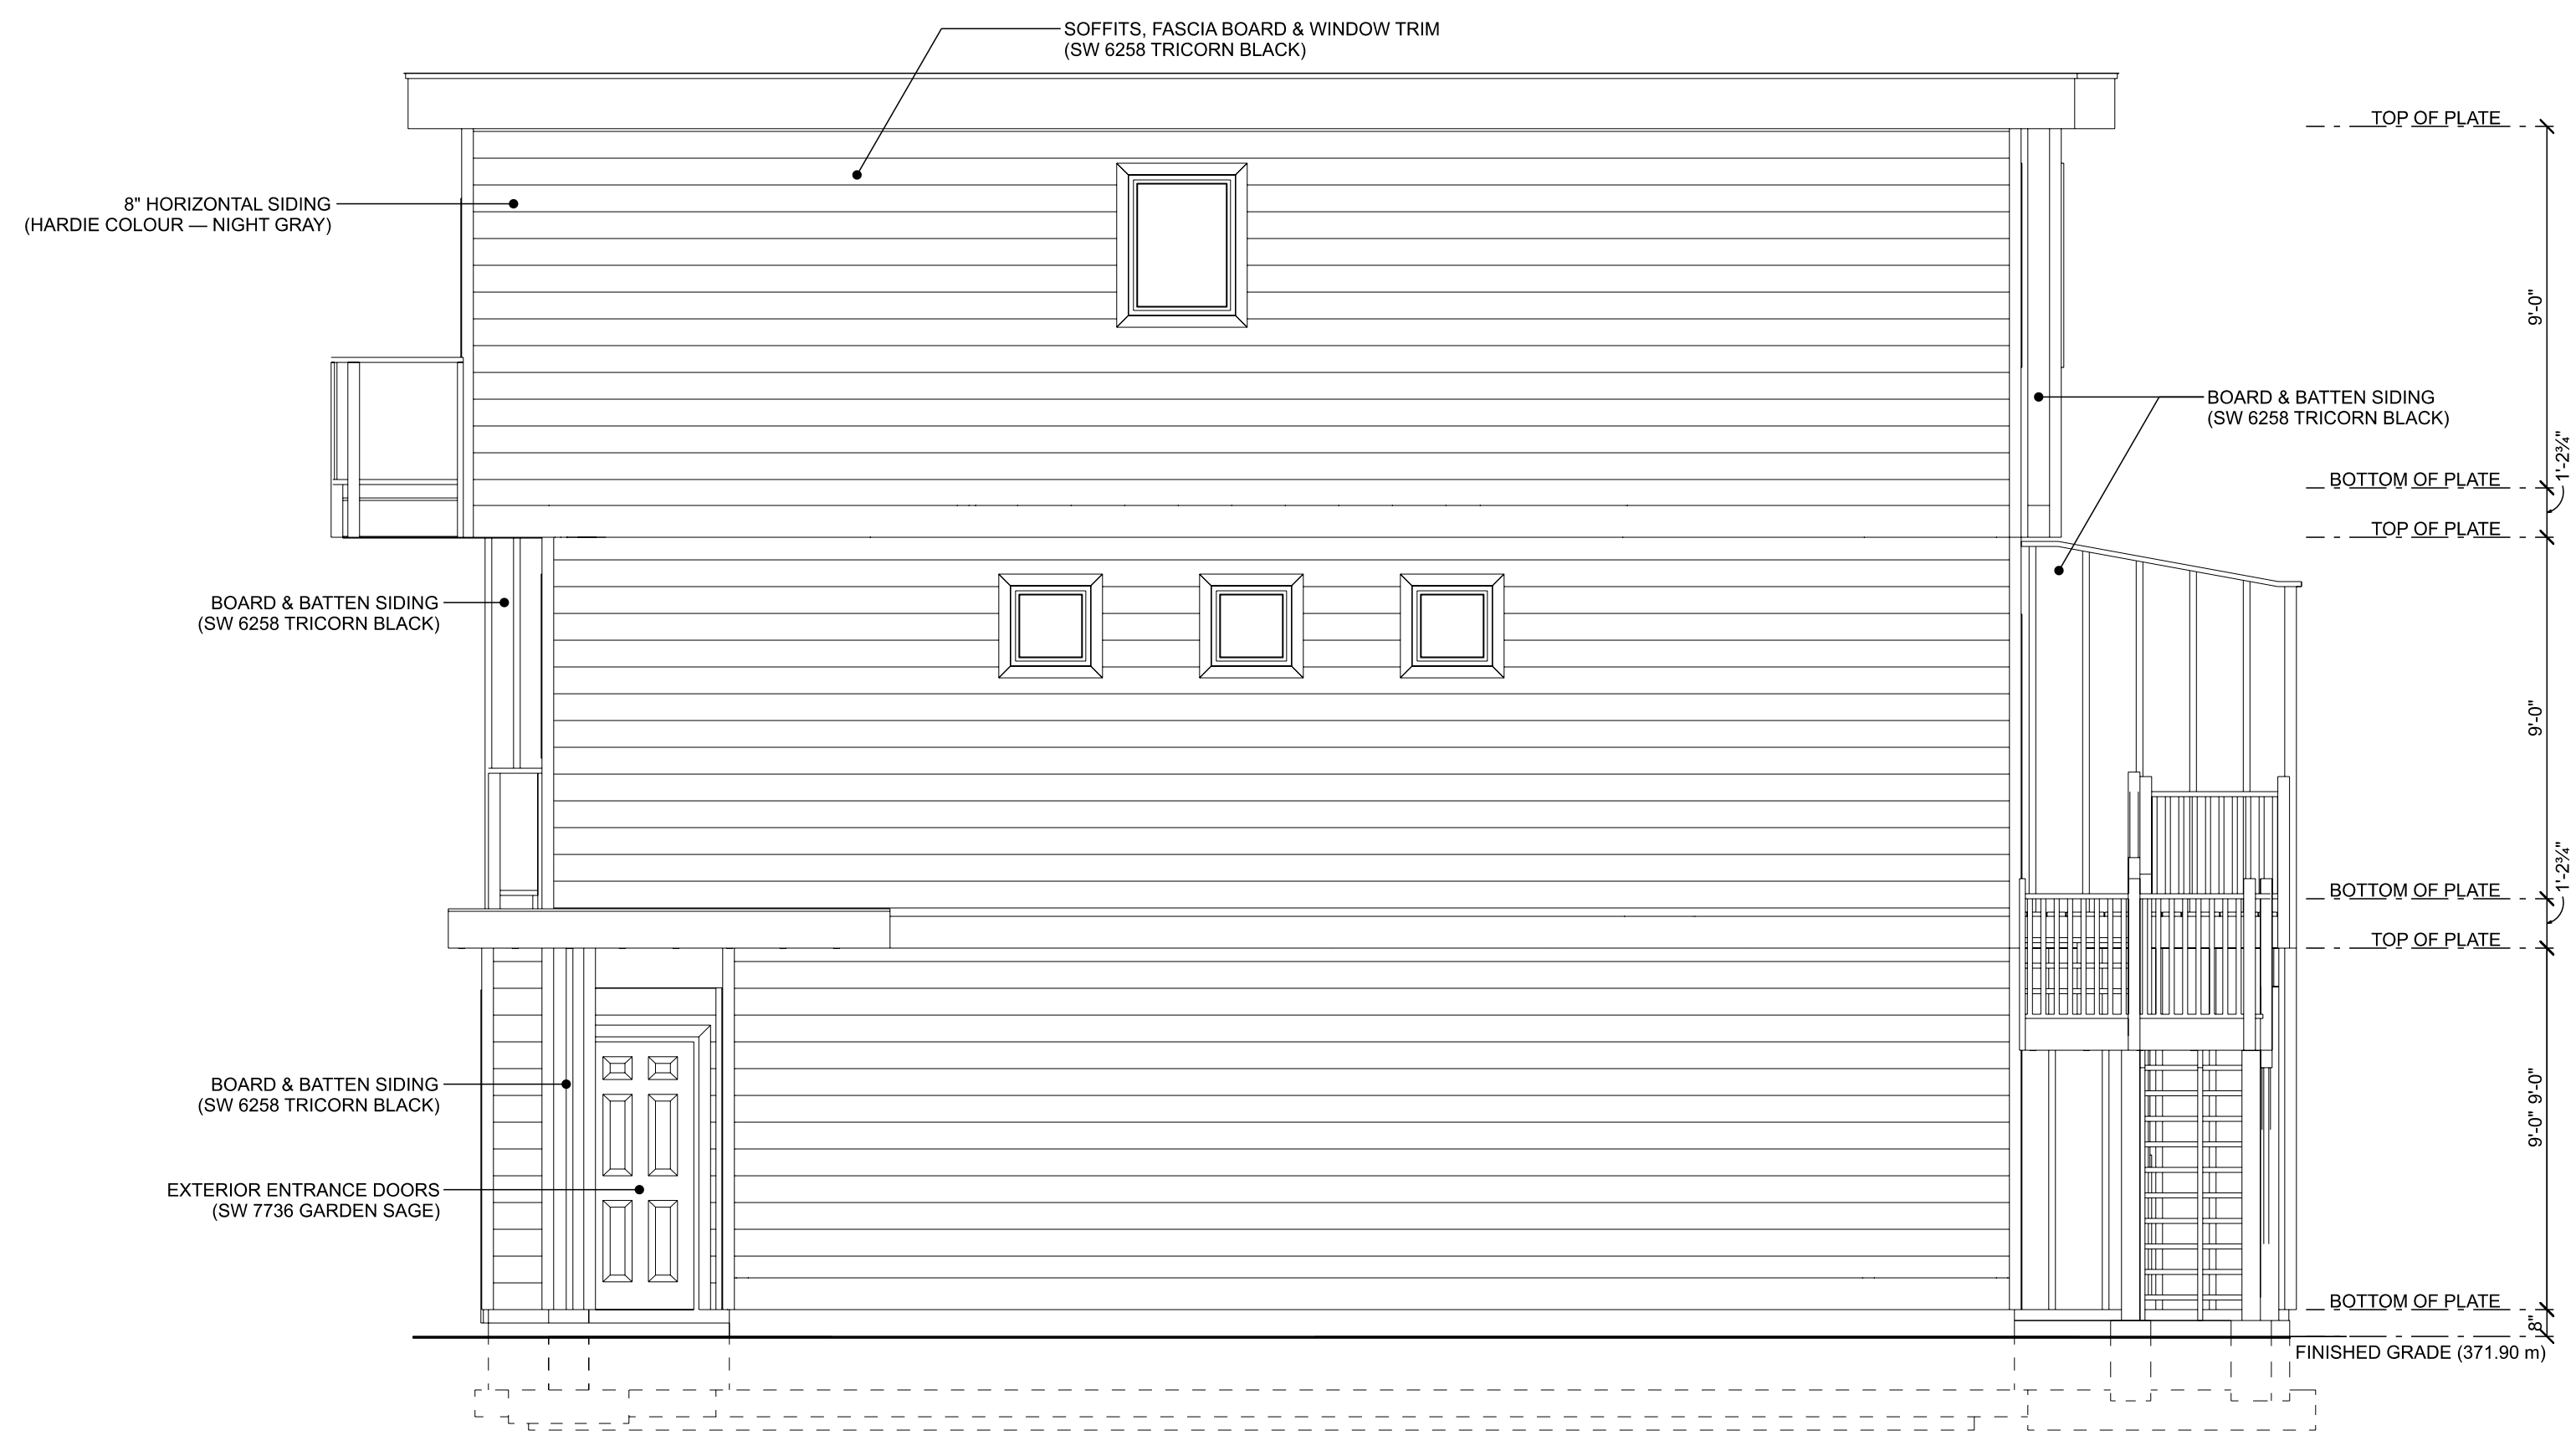 SOFFITS, FASCIA BOARD & WINDOW TRIM
(SW 6258 TRICORN BLACK)
TOP OF PLATE
8" HORIZONTAL SIDING
(HARDIE COLOUR — NIGHT GRAY)
9'-0"
BOARD & BATTEN SIDING
(SW 6258 TRICORN BLACK)
1'-2¾"
BOTTOM OF PLATE
TOP OF PLATE
BOARD & BATTEN SIDING
(SW 6258 TRICORN BLACK)
9'-0"
1'-2¾"
BOTTOM OF PLATE
TOP OF PLATE
BOARD & BATTEN SIDING
(SW 6258 TRICORN BLACK)
9'-0" 9'-0"
EXTERIOR ENTRANCE DOORS
(SW 7736 GARDEN SAGE)
BOTTOM OF PLATE
8"
FINISHED GRADE (371.90 m)